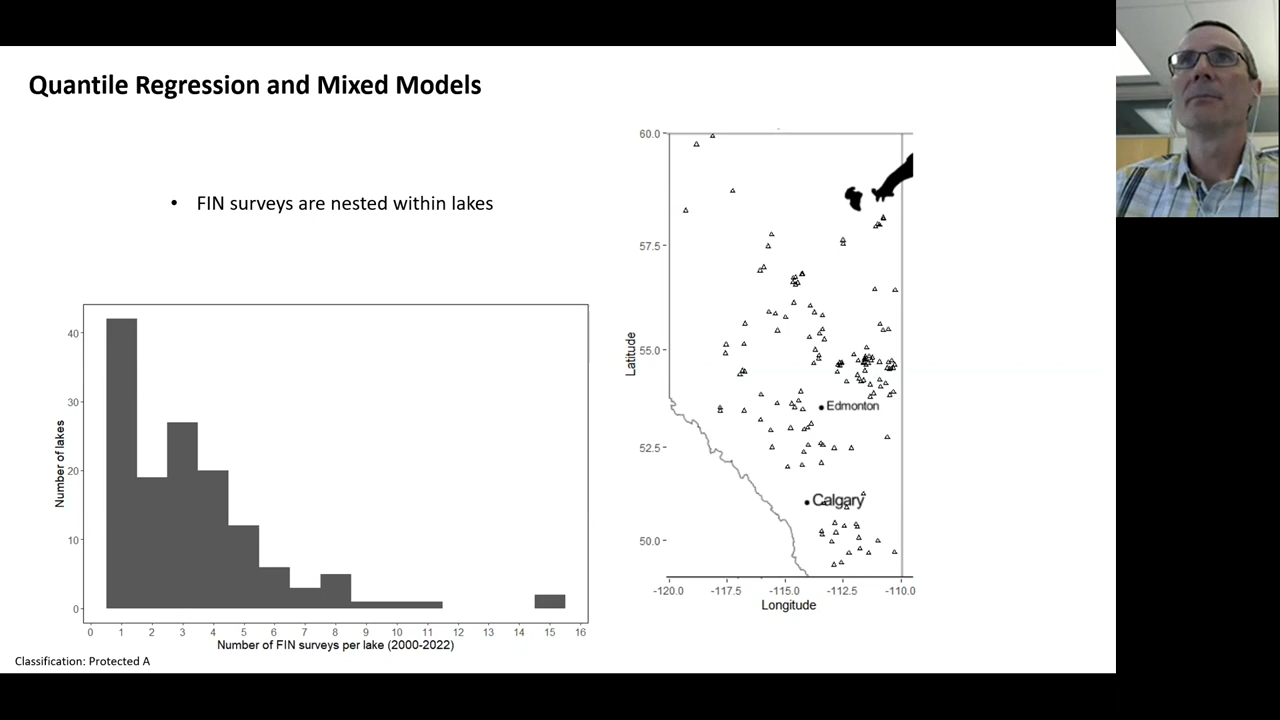 Quantile Regression and Mixed Models
• FIN surveys are nested within lakes
Number of lakes
40
30
20
10
0
0 1 2 3 4 5 6 7 8 9 10 11 12 13 14 15 16
Number of FIN surveys per lake (2000-2022)
Latitude
60.0
57.5
55.0
52.5
50.0
Edmonton
Calgary
-120.0 -117.5 -115.0 -112.5 -110.0
Longitude
Classification: Protected A